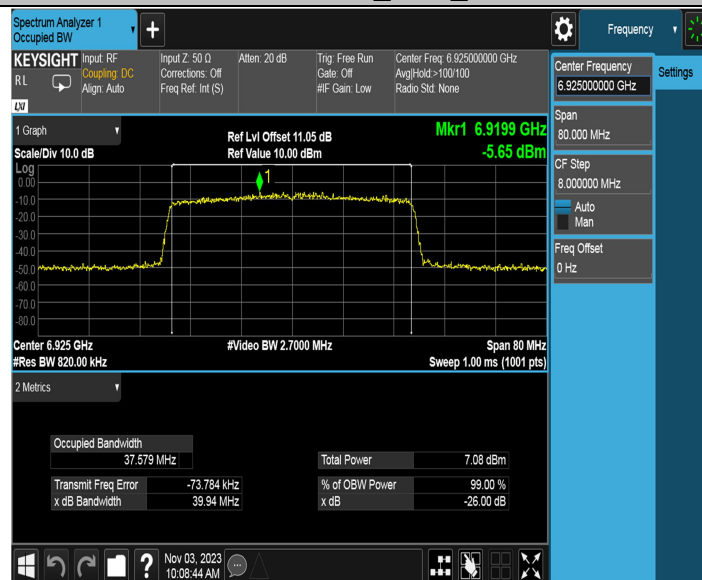 Spectrum Analyzer 1
Occupied BW
+
Frequency
KEYSIGHT
RL
LXI
Input: RF
Coupling: DC
Align: Auto
Input Z: 50 Ω
Corrections: Off
Freq Ref: Int (S)
Atten: 20 dB
Trig: Free Run
Gate: Off
#IF Gain: Low
Center Freq: 6.925000000 GHz
Avg|Hold:>100/100
Radio Std: None
Center Frequency
6.925000000 GHz
Settings
Span
80.000 MHz
CF Step
8.000000 MHz
Auto
Man
Freq Offset
0 Hz
1 Graph
Scale/Div 10.0 dB
Ref Lvl Offset 11.05 dB
Ref Value 10.00 dBm
Mkr1 6.9199 GHz
-5.65 dBm
Log
0.00
-10.0
-20.0
-30.0
-40.0
-50.0
-60.0
-70.0
-80.0
1
Center 6.925 GHz
#Video BW 2.7000 MHz
Span 80 MHz
#Res BW 820.00 kHz
Sweep 1.00 ms (1001 pts)
2 Metrics
Occupied Bandwidth
37.579 MHz
Total Power 7.08 dBm
Transmit Freq Error -73.784 kHz
% of OBW Power 99.00 %
x dB Bandwidth 39.94 MHz
x dB -26.00 dB
?
Nov 03, 2023
10:08:44 AM